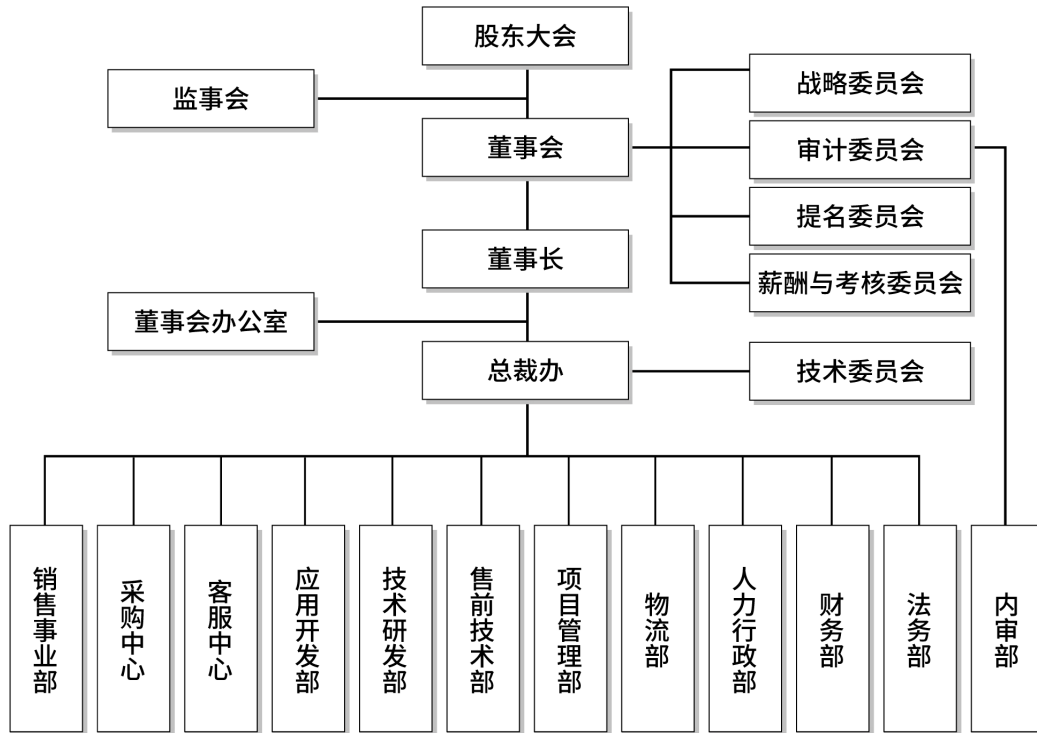 股东大会
监事会
战略委员会
董事会
审计委员会
提名委员会
董事长
薪酬与考核委员会
董事会办公室
总裁办
技术委员会
销售事业部
采购中心
客服中心
应用开发部
技术研发部
售前技术部
项目管理部
物流部
人力行政部
财务部
法务部
内审部